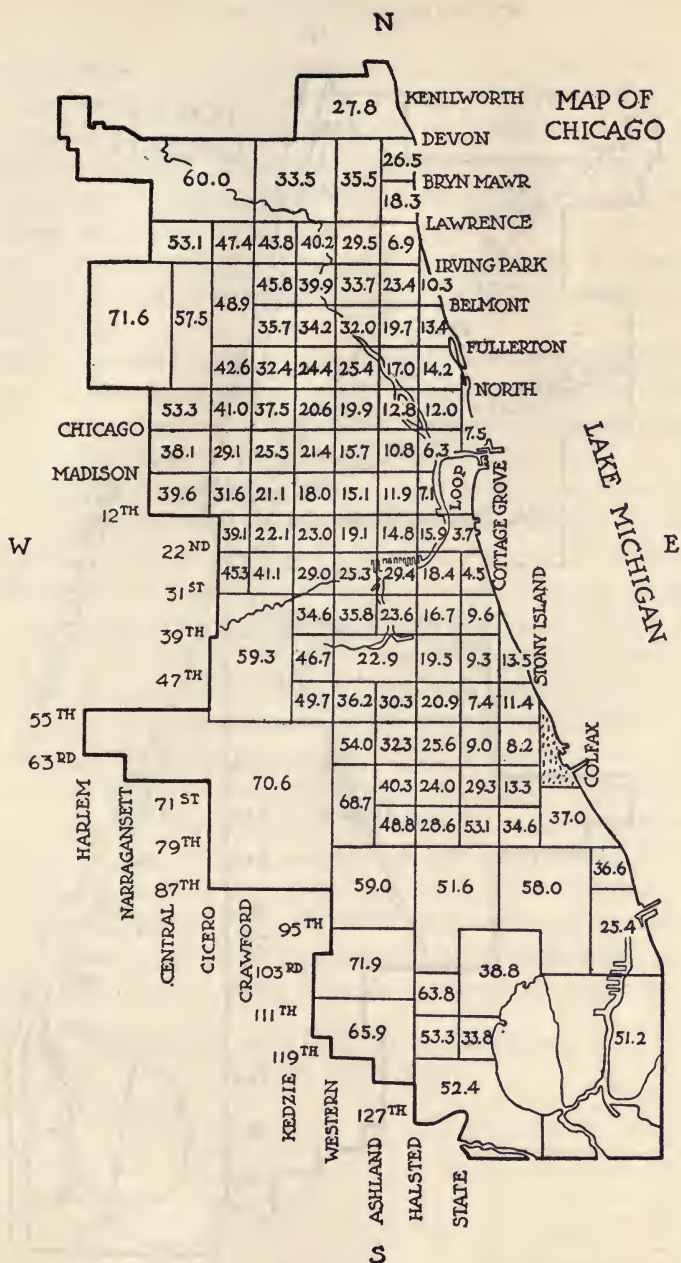 N
KENILWORTH
MAP OF
CHICAGO
27.8
DEVON
26.5
60.0 33.5 35.5
BRYN MAWR
18.3
LAWRENCE
53.1 47.4 43.8 40.2 29.5 6.9
IRVING PARK
45.8 39.9 33.7 23.4 10.3
48.9
71.6 57.5
BELMONT
35.7 34.2 32.0 19.7 13.4
FULLERTON
42.6 32.4 24.4 25.4 17.0 14.2
NORTH
53.3 41.0 37.5 20.6 19.9 12.8 12.0
CHICAGO
7.5
38.1 29.1 25.5 21.4 15.7 10.8 6.3
MADISON
39.6 31.6 21.1 18.0 15.1 11.9 7.1
LOOP
COTTAGE GROVE
LAKE MICHIGAN
12TH
39.1 22.1 23.0 19.1 14.8 15.9 3.7
W
E
22ND
45.3 41.1 29.0 25.3 29.4 18.4 4.5
31ST
34.6 35.8 23.6 16.7 9.6
STONY ISLAND
39TH
59.3 46.7 22.9 19.5 9.3 13.5
47TH
49.7 36.2 30.3 20.9 7.4 11.4
55TH
54.0 32.3 25.6 9.0 8.2
COLFAX
63RD
70.6
40.3 24.0 29.3 13.3
68.7
HARLEM
NARRAGANSETT
71ST
37.0
48.8 28.6 53.1 34.6
79TH
36.6
59.0 51.6 58.0
87TH
CENTRAL
CICERO
CRAWFORD
25.4
95TH
71.9 38.8
103RD
63.8
111TH
65.9 53.3 33.8 51.2
119TH
52.4
KEDZIE
WESTERN
127TH
ASHLAND
HALSTED
STATE
S